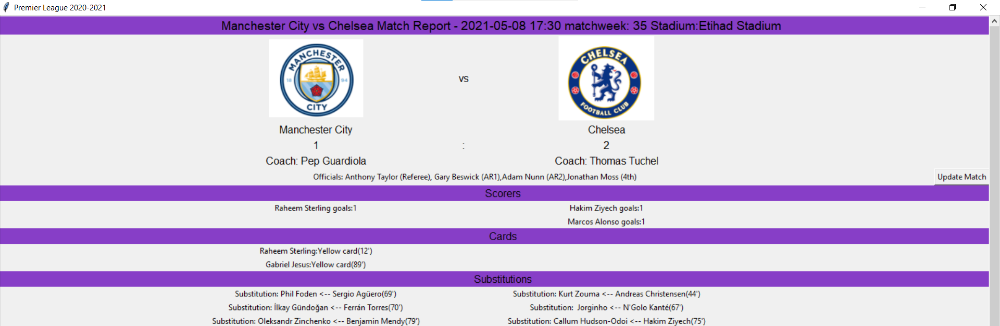 Premier League 2020-2021
Manchester City vs Chelsea Match Report - 2021-05-08 17:30 matchweek: 35 Stadium:Etihad Stadium
MANCHESTER
18 94
CITY
CHELSEA
FOOTBALL CLUB
vs
Manchester City Chelsea
1 : 2
Coach: Pep Guardiola Coach: Thomas Tuchel
Officials: Anthony Taylor (Referee), Gary Beswick (AR1),Adam Nunn (AR2),Jonathan Moss (4th)
Update Match
Scorers
Raheem Sterling goals:1 Hakim Ziyech goals:1
Marcos Alonso goals:1
Cards
Raheem Sterling:Yellow card(12')
Gabriel Jesus:Yellow card(89')
Substitutions
Substitution: Phil Foden <-- Sergio Agüero(69') Substitution: Kurt Zouma <-- Andreas Christensen(44')
Substitution: İlkay Gündoğan <-- Ferrán Torres(70') Substitution:  Jorginho <-- N'Golo Kanté(67')
Substitution: Oleksandr Zinchenko <-- Benjamin Mendy(79') Substitution: Callum Hudson-Odoi <-- Hakim Ziyech(75')